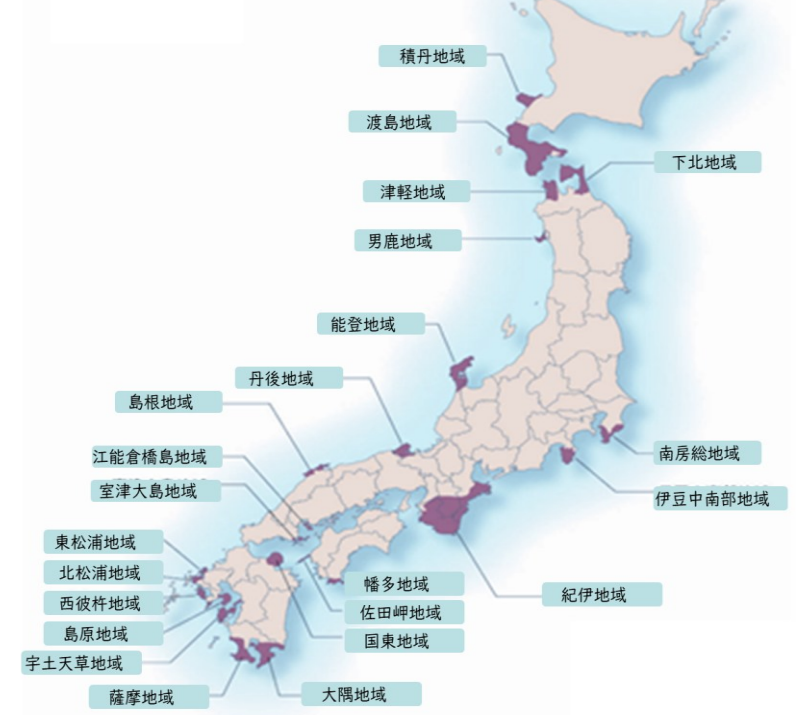 積丹地域
渡島地域
下北地域
津軽地域
男鹿地域
能登地域
丹後地域
島根地域
江能倉橋島地域
南房総地域
室津大島地域
伊豆中南部地域
東松浦地域
北松浦地域
幡多地域
紀伊地域
西彼杵地域
佐田岬地域
島原地域
国東地域
宇土天草地域
薩摩地域
大隅地域